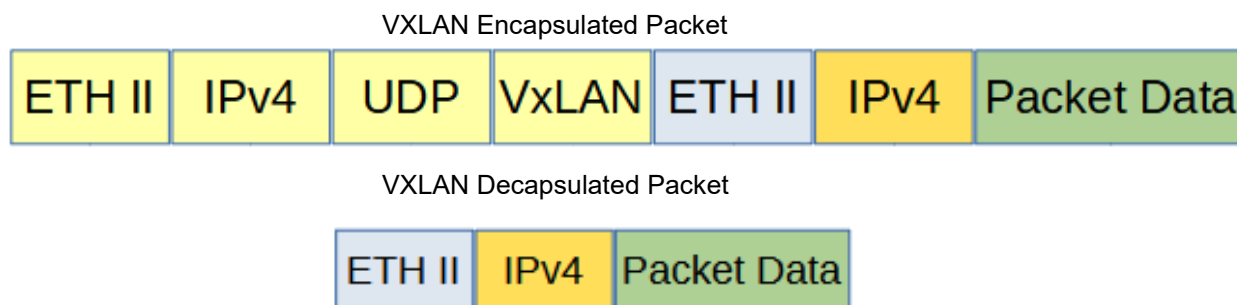 VXLAN Encapsulated Packet
ETH II IPv4 UDP VxLAN ETH II IPv4 Packet Data
VXLAN Decapsulated Packet
ETH II IPv4 Packet Data